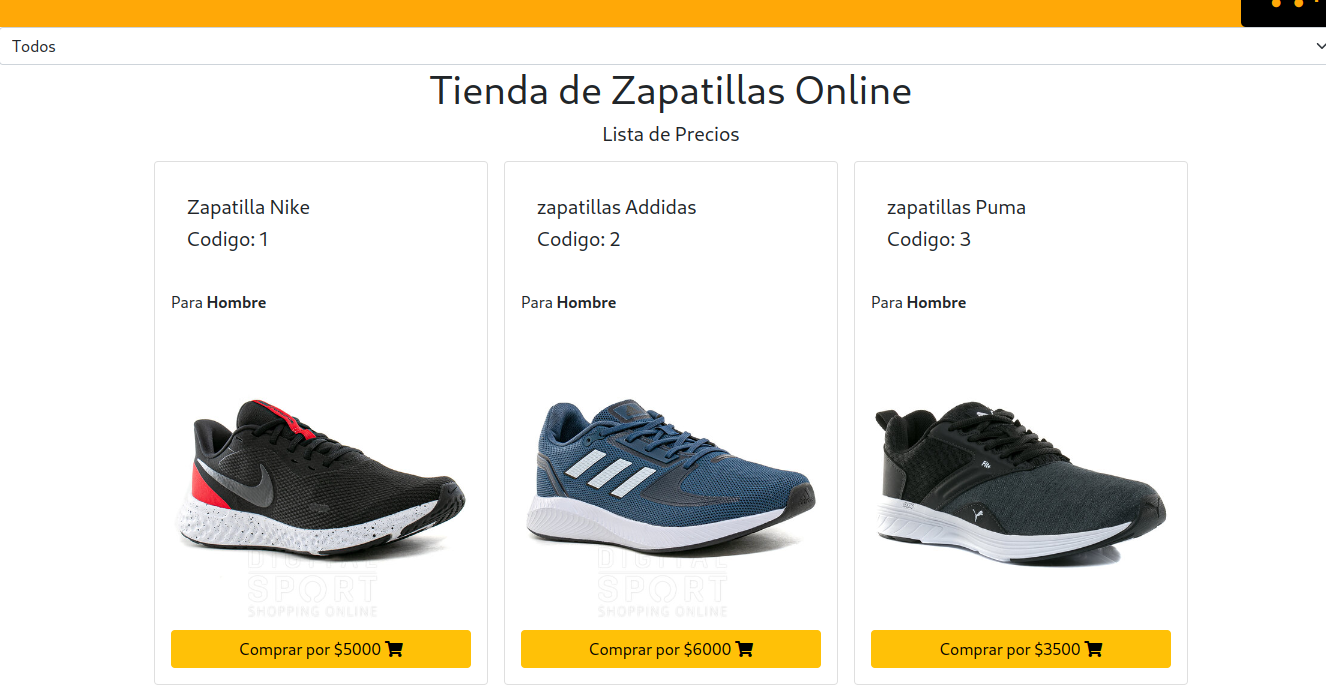 Todos
Tienda de Zapatillas Online
Lista de Precios
Zapatilla Nike
Codigo: 1
Para Hombre
DIGITAL
SPORT
SHOPPING ONLINE
Comprar por $5000
zapatillas Addidas
Codigo: 2
Para Hombre
DIGITAL
SPORT
SHOPPING ONLINE
Comprar por $6000
zapatillas Puma
Codigo: 3
Para Hombre
Comprar por $3500